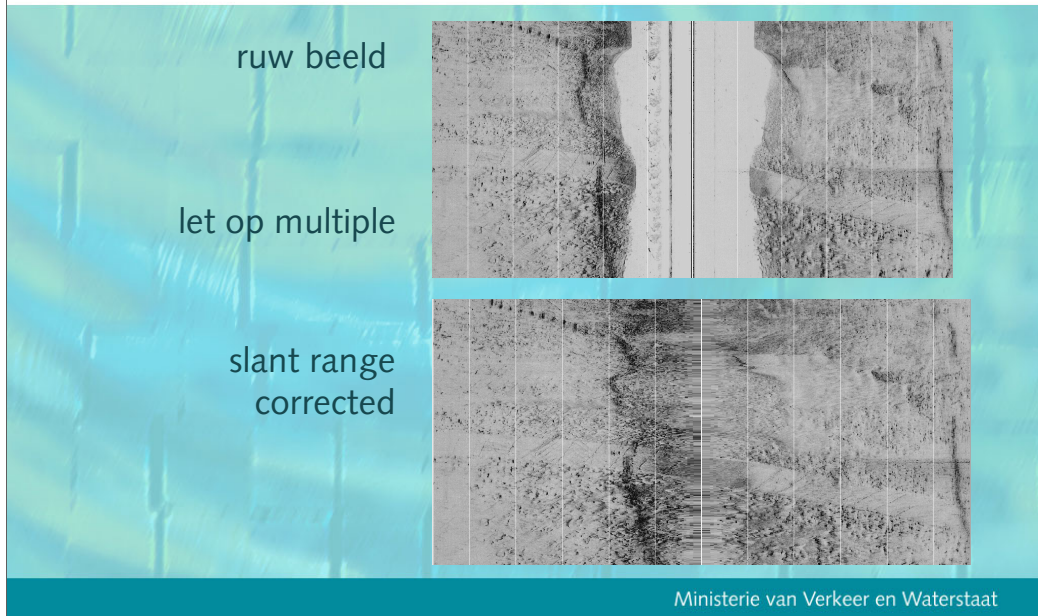 ruw beeld
let op multiple
slant range
corrected
Ministerie van Verkeer en Waterstaat